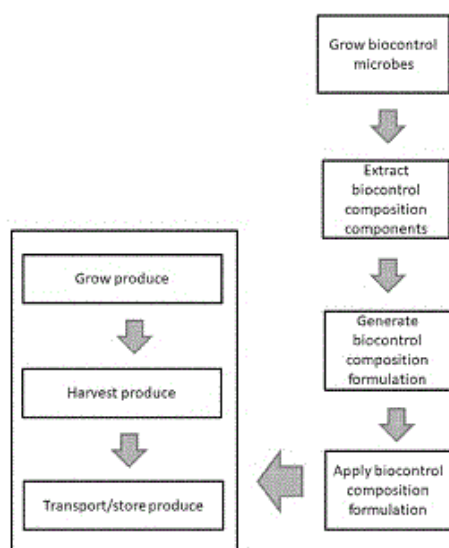 Grow biocontrol
microbes
Extract
biocontrol
composition
components
Generate
biocontrol
composition
formulation
Apply biocontrol
composition
formulation
Grow produce
Harvest produce
Transport/store produce